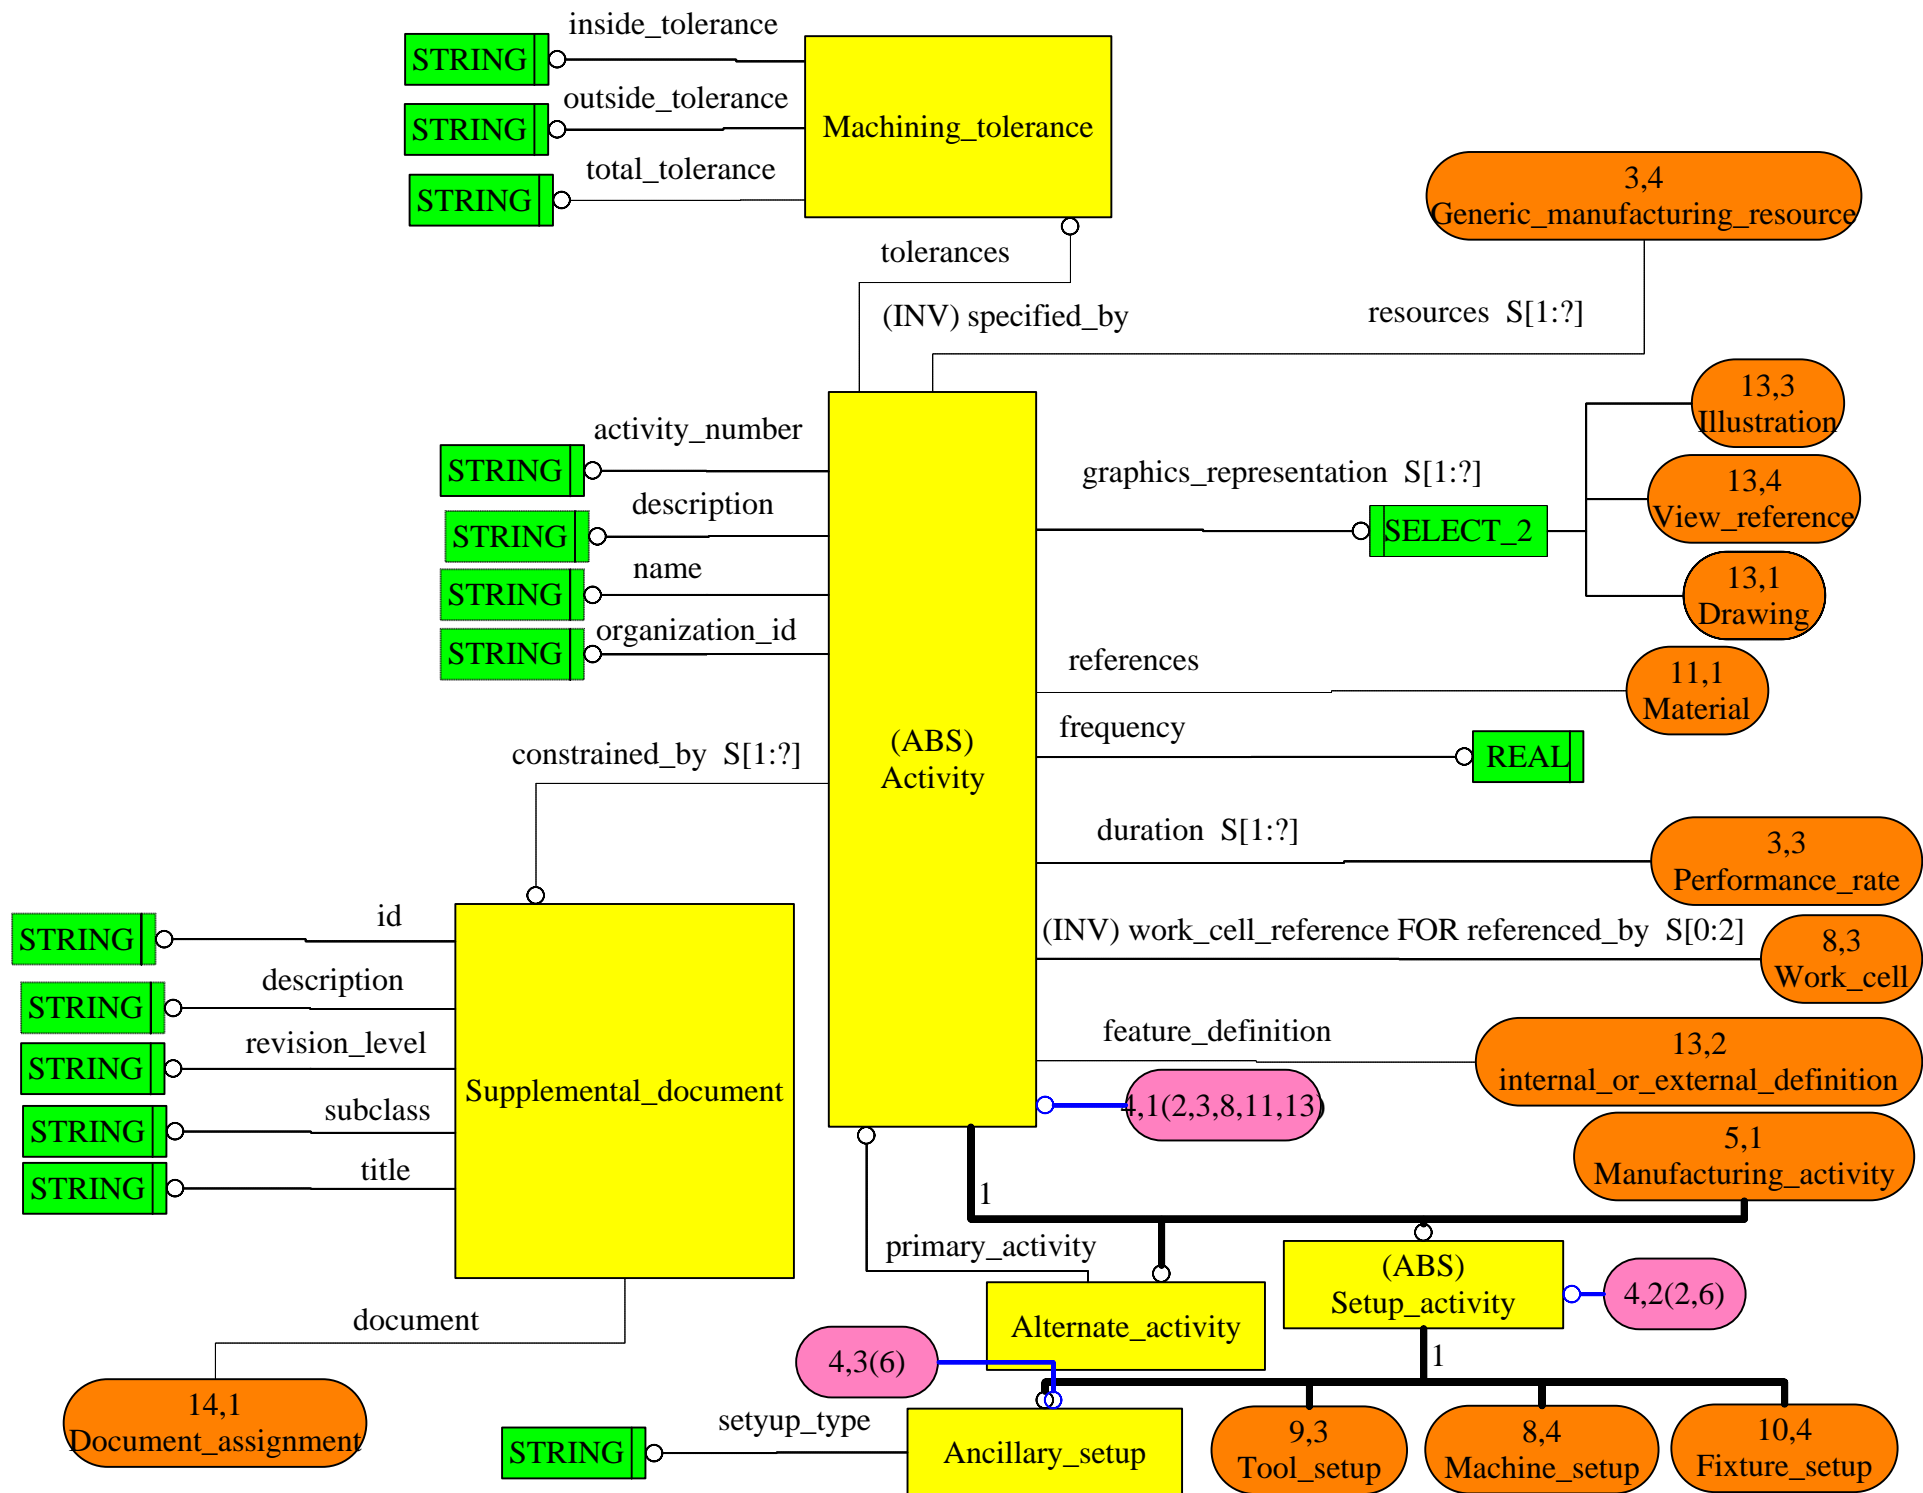 inside_tolerance
STRING
outside_tolerance
STRING
Machining_tolerance
total_tolerance
STRING
3,4
Generic_manufacturing_resource
tolerances
(INV) specified_by
resources S[1:?]
13,3
Illustration
activity_number
STRING
graphics_representation S[1:?]
13,4
View_reference
description
STRING
SELECT_2
name
STRING
13,1
Drawing
organization_id
STRING
references
11,1
Material
frequency
REAL
(ABS)
Activity
constrained_by S[1:?]
duration S[1:?]
3,3
Performance_rate
id
STRING
(INV) work_cell_reference FOR referenced_by S[0:2]
8,3
Work_cell
description
STRING
feature_definition
13,2
internal_or_external_definition
revision_level
STRING
Supplemental_document
4,1(2,3,8,11,13)
subclass
STRING
5,1
Manufacturing_activity
title
STRING
1
primary_activity
(ABS)
Setup_activity
4,2(2,6)
document
Alternate_activity
4,3(6)
1
14,1
Document_assignment
setyup_type
STRING
Ancillary_setup
9,3
Tool_setup
8,4
Machine_setup
10,4
Fixture_setup